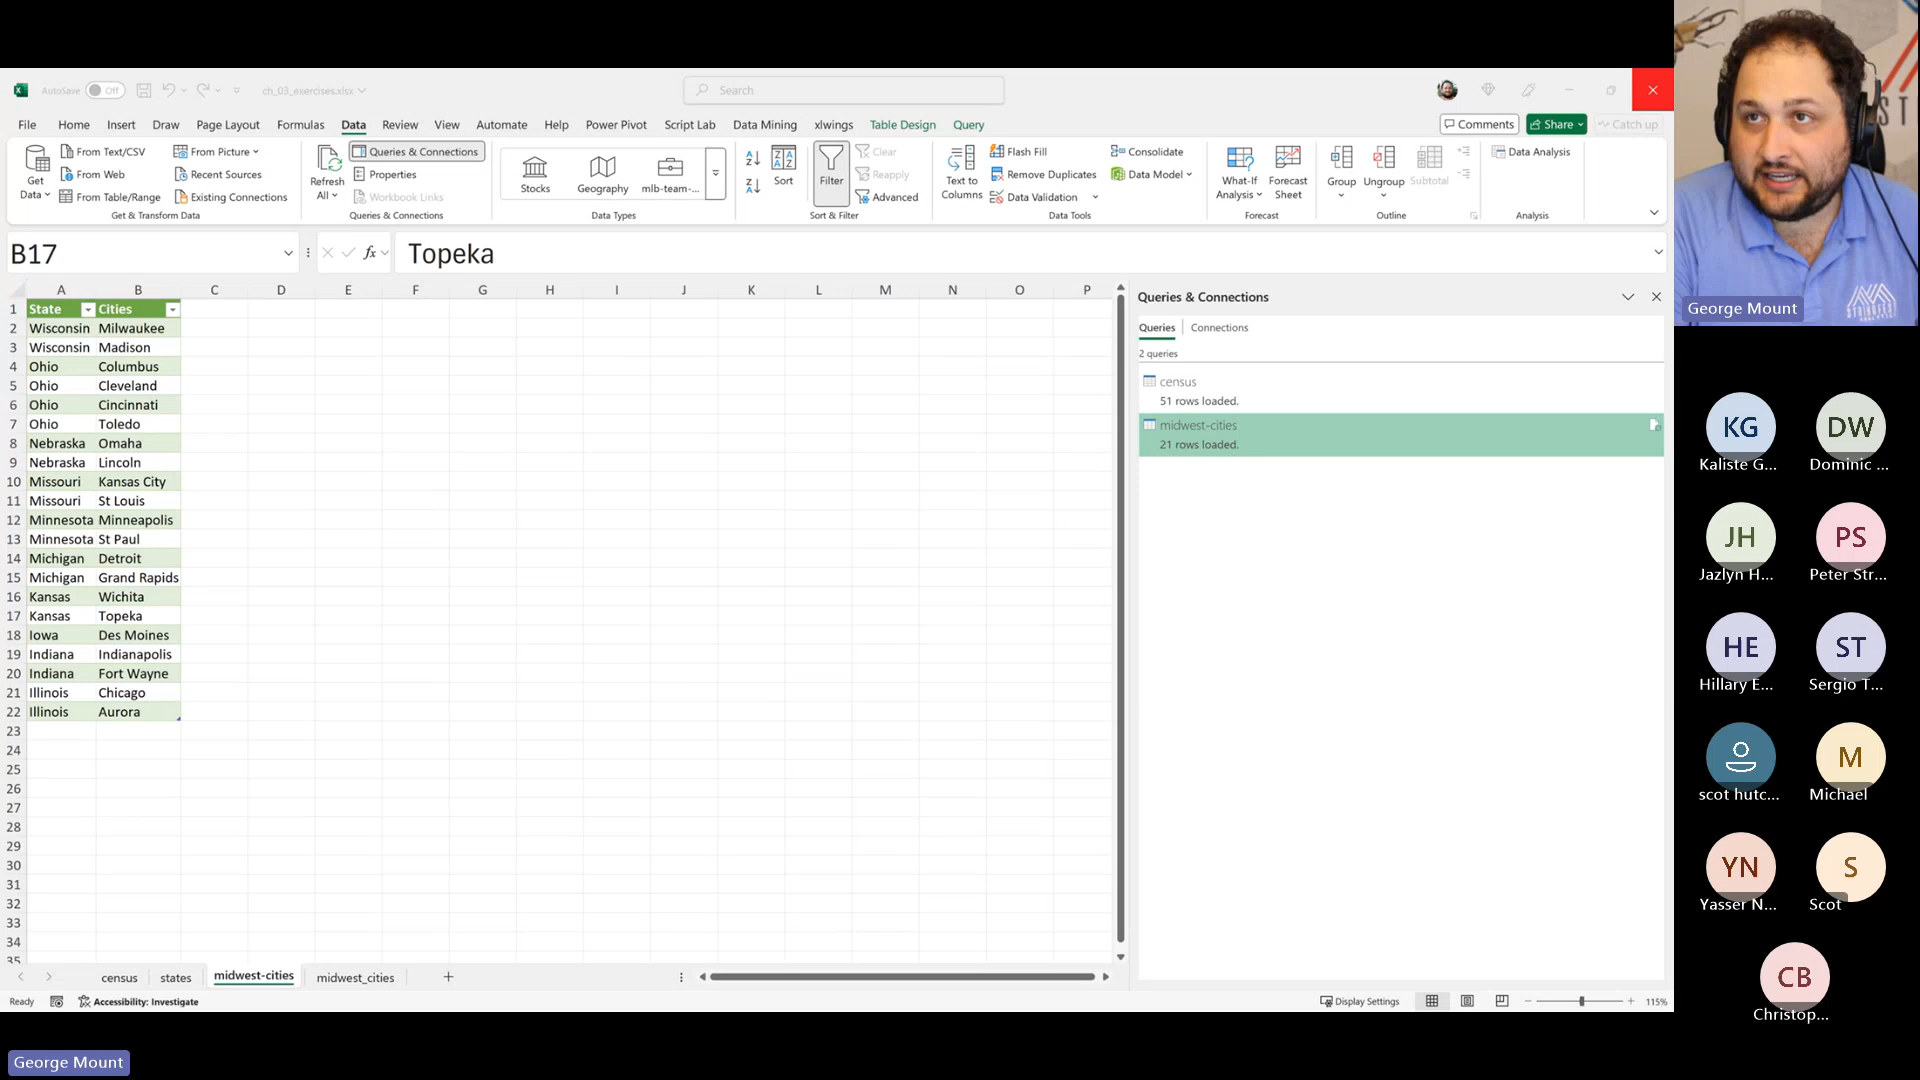 AutoSave Off ch_03_exercises.xlsx Search
File Home Insert Draw Page Layout Formulas Data Review View Automate Help Power Pivot Script Lab Data Mining xlwings Table Design Query Comments Share Catch up
Get Data
From Text/CSV
From Web
From Table/Range
From Picture
Recent Sources
Existing Connections
Get & Transform Data
Refresh All
Queries & Connections
Properties
Workbook Links
Queries & Connections
Stocks
Geography
mlb-team-...
Data Types
Sort
Filter
Clear
Reapply
Advanced
Sort & Filter
Text to Columns
Flash Fill
Remove Duplicates
Data Validation
Consolidate
Data Model
Data Tools
What-If Analysis
Forecast Sheet
Forecast
Group
Ungroup
Subtotal
Outline
Data Analysis
Analysis
B17 fx Topeka
A B C D E F G H I J K L M N O P
1 State Cities
2 Wisconsin Milwaukee
3 Wisconsin Madison
4 Ohio Columbus
5 Ohio Cleveland
6 Ohio Cincinnati
7 Ohio Toledo
8 Nebraska Omaha
9 Nebraska Lincoln
10 Missouri Kansas City
11 Missouri St Louis
12 Minnesota Minneapolis
13 Minnesota St Paul
14 Michigan Detroit
15 Michigan Grand Rapids
16 Kansas Wichita
17 Kansas Topeka
18 Iowa Des Moines
19 Indiana Indianapolis
20 Indiana Fort Wayne
21 Illinois Chicago
22 Illinois Aurora
23
24
25
26
27
28
29
30
31
32
33
34
35
Queries & Connections
Queries Connections
2 queries
census
51 rows loaded.
midwest-cities
21 rows loaded.
census states midwest-cities midwest_cities
Ready Accessibility: Investigate Display Settings 115%
George Mount
George Mount
KG DW
Kaliste G... Dominic ...
JH PS
Jazlyn H... Peter Str...
HE ST
Hillary E... Sergio T...
M
scot hutc... Michael
YN S
Yasser N... Scot
CB
Christop...